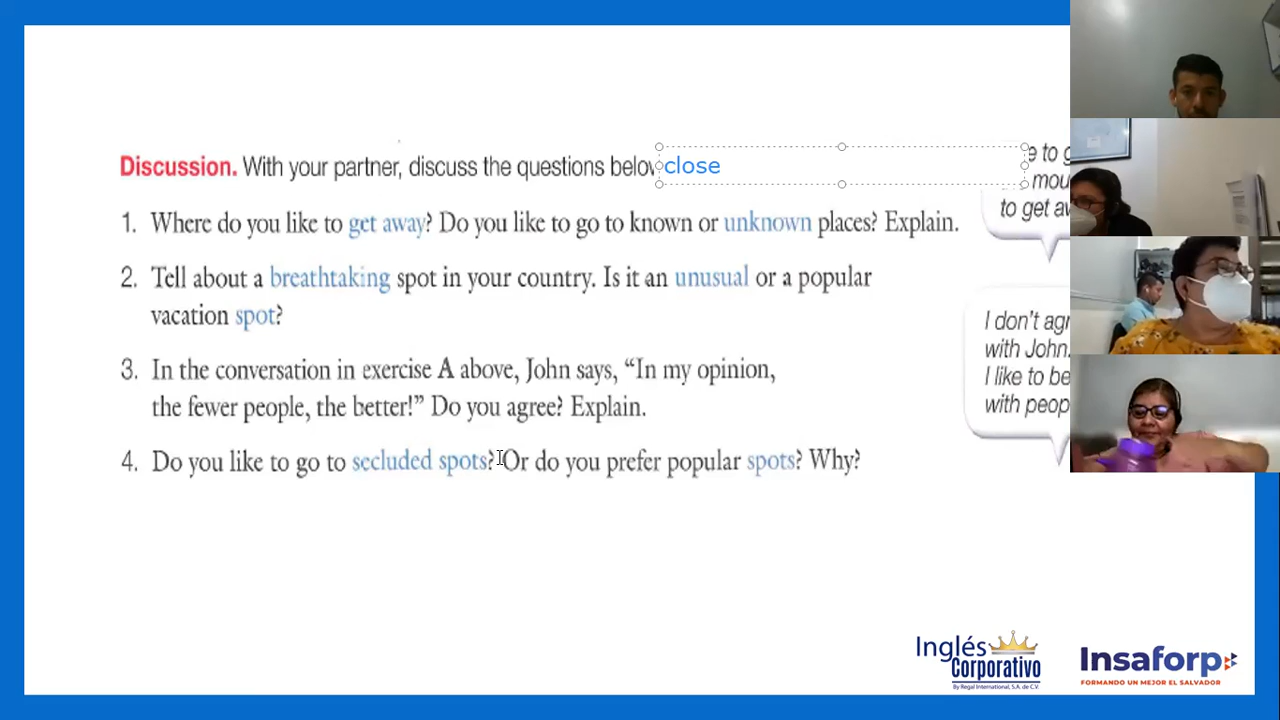 Discussion. With your partner, discuss the questions below
close
1. Where do you like to get away? Do you like to go to known or unknown places? Explain.
2. Tell about a breathtaking spot in your country. Is it an unusual or a popular
vacation spot?
3. In the conversation in exercise A above, John says, “In my opinion,
the fewer people, the better!” Do you agree? Explain.
4. Do you like to go to secluded spots? Or do you prefer popular spots? Why?
to
to get
I don't
with John.
I like to be
with
Inglés
Corporativo
By Regal International, S.A. de C.V.
Insaforp
FORMANDO UN MEJOR EL SALVADOR